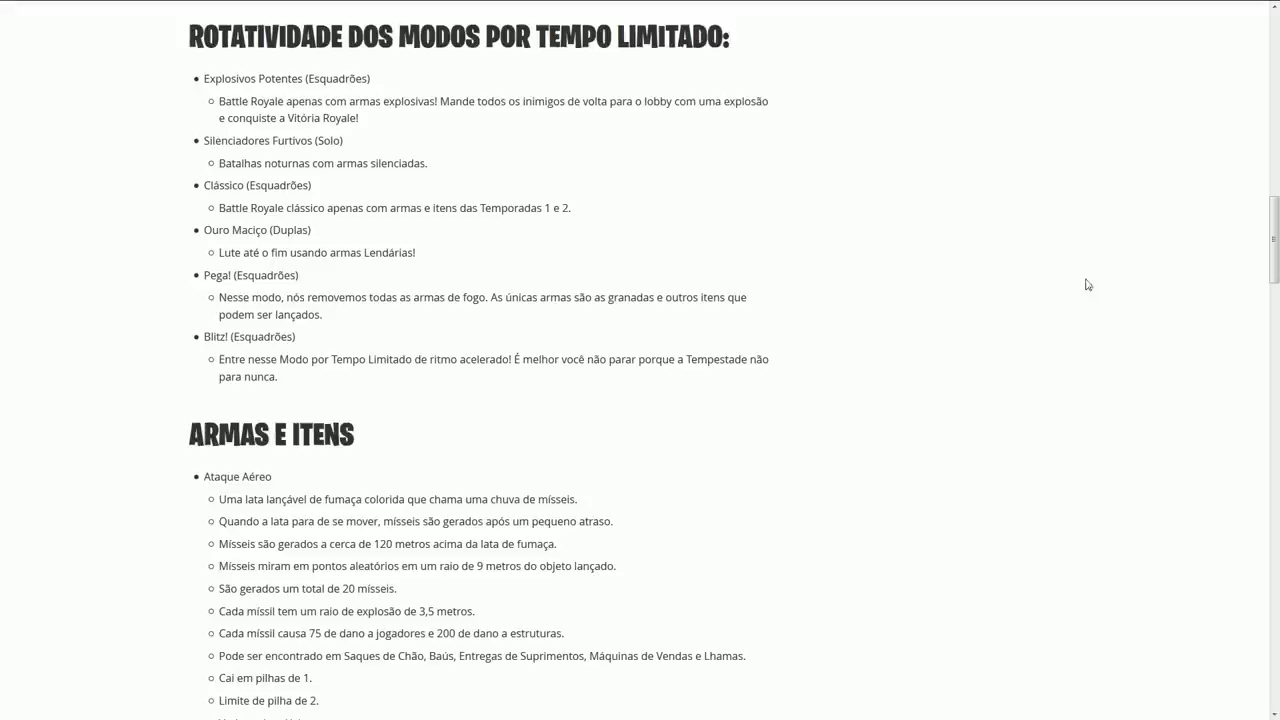 ROTATIVIDADE DOS MODOS POR TEMPO LIMITADO:
Explosivos Potentes (Esquadrões)
Battle Royale apenas com armas explosivas! Mande todos os inimigos de volta para o lobby com uma explosão
e conquiste a Vitória Royale!
Silenciadores Furtivos (Solo)
Batalhas noturnas com armas silenciadas.
Clássico (Esquadrões)
Battle Royale clássico apenas com armas e itens das Temporadas 1 e 2.
Ouro Maciço (Duplas)
Lute até o fim usando armas Lendárias!
Pega! (Esquadrões)
Nesse modo, nós removemos todas as armas de fogo. As únicas armas são as granadas e outros itens que
podem ser lançados.
Blitz! (Esquadrões)
Entre nesse Modo por Tempo Limitado de ritmo acelerado! É melhor você não parar porque a Tempestade não
para nunca.
ARMAS E ITENS
Ataque Aéreo
Uma lata lançável de fumaça colorida que chama uma chuva de mísseis.
Quando a lata para de se mover, mísseis são gerados após um pequeno atraso.
Mísseis são gerados a cerca de 120 metros acima da lata de fumaça.
Mísseis miram em pontos aleatórios em um raio de 9 metros do objeto lançado.
São gerados um total de 20 mísseis.
Cada míssil tem um raio de explosão de 3,5 metros.
Cada míssil causa 75 de dano a jogadores e 200 de dano a estruturas.
Pode ser encontrado em Saques de Chão, Baús, Entregas de Suprimentos, Máquinas de Vendas e Lhamas.
Cai em pilhas de 1.
Limite de pilha de 2.